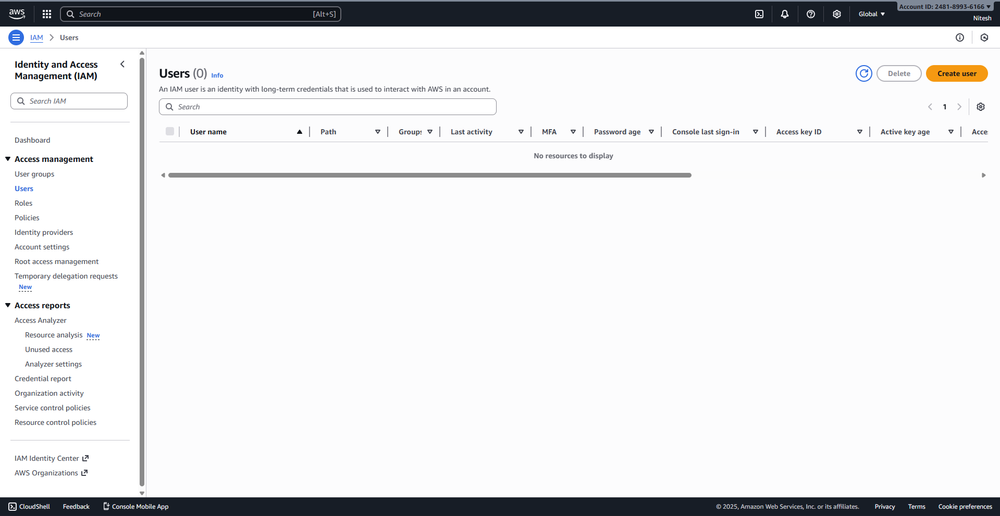 aws
Search [Alt+S]
Global
Account ID: 2481-8993-6166
Nitesh
IAM Users
Identity and Access
Management (IAM)
Search IAM
Dashboard
Access management
User groups
Users
Roles
Policies
Identity providers
Account settings
Root access management
Temporary delegation requests
New
Access reports
Access Analyzer
Resource analysis New
Unused access
Analyzer settings
Credential report
Organization activity
Service control policies
Resource control policies
IAM Identity Center
AWS Organizations
Users (0) Info
Delete Create user
An IAM user is an identity with long-term credentials that is used to interact with AWS in an account.
Search
1
User name Path Groups Last activity MFA Password age Console last sign-in Access key ID Active key age Acces
No resources to display
CloudShell Feedback Console Mobile App
© 2025, Amazon Web Services, Inc. or its affiliates. Privacy Terms Cookie preferences